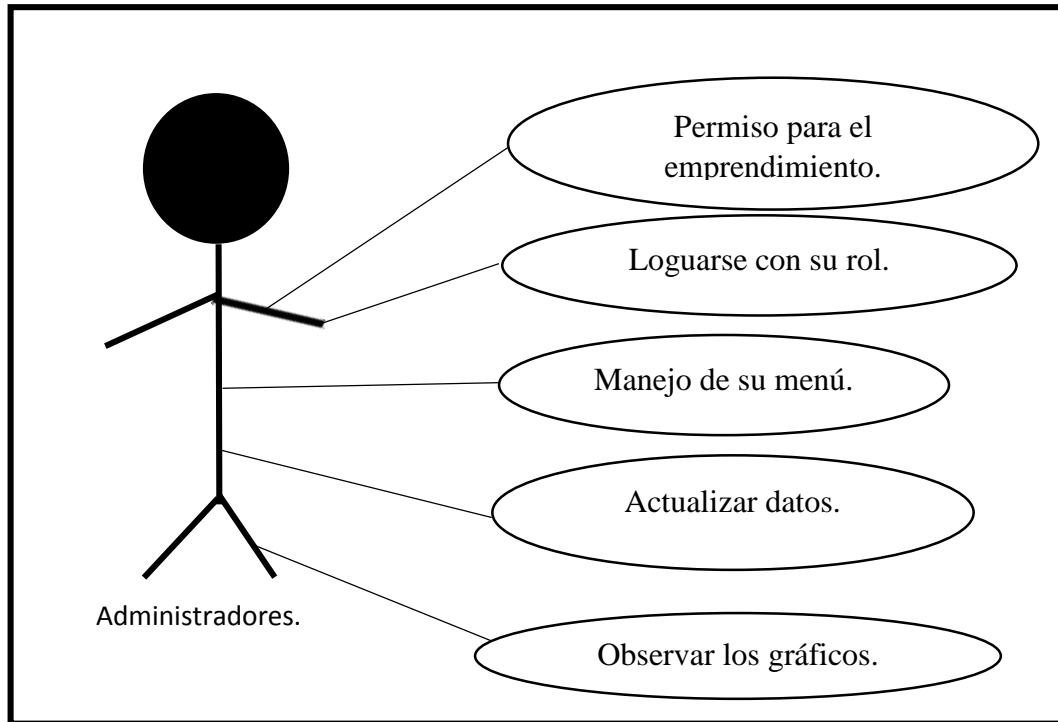 Permiso para el
emprendimiento.
Loguarse con su rol.
Manejo de su menú.
Actualizar datos.
Administradores.
Observar los gráficos.